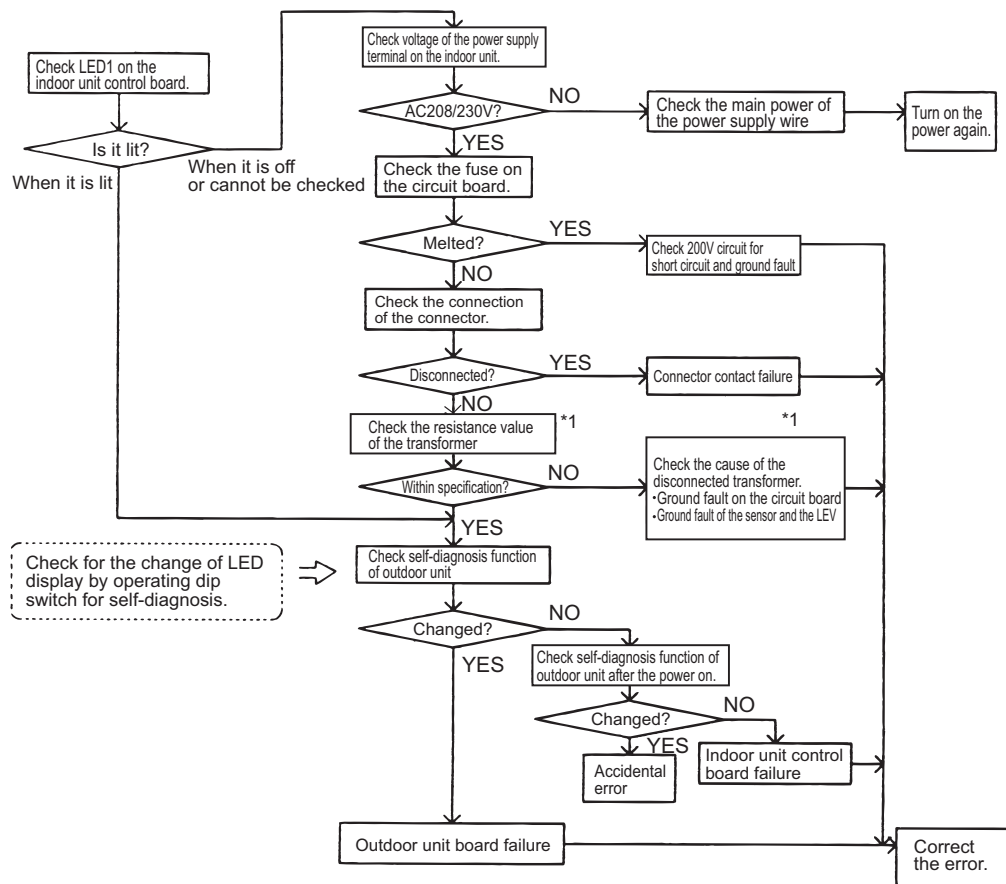 Check LED1 on the
indoor unit control board.
Is it lit?
When it is lit
When it is off
or cannot be checked
Check voltage of the power supply
terminal on the indoor unit.
AC208/230V?
NO
Check the main power of
the power supply wire
Turn on the
power again.
YES
Check the fuse on
the circuit board.
Melted?
YES
Check 200V circuit for
short circuit and ground fault
NO
Check the connection
of the connector.
Disconnected?
YES
Connector contact failure
NO
Check the resistance value
of the transformer
*1
*1
Within specification?
NO
Check the cause of the
disconnected transformer.
•Ground fault on the circuit board
•Ground fault of the sensor and the LEV
YES
Check for the change of LED
display by operating dip
switch for self-diagnosis.
Check self-diagnosis function
of outdoor unit
Changed?
NO
YES
Check self-diagnosis function of
outdoor unit after the power on.
Changed?
NO
YES
Accidental
error
Indoor unit control
board failure
Outdoor unit board failure
Correct
the error.